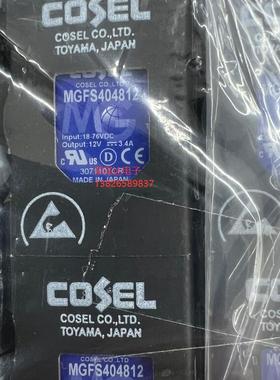 COSEL
COSEL CO.,LTD.
TOYAMA, JAPAN
COSEL CO.,LTD
MGFS404812
MG
Input:18-76VDC
Output:12V ⎓ 3.4A
13826589837
MADE IN JAPAN
COSEL
COSEL CO.,LTD.
TOYAMA, JAPAN
COSEL CO.,LTD
MGFS404812